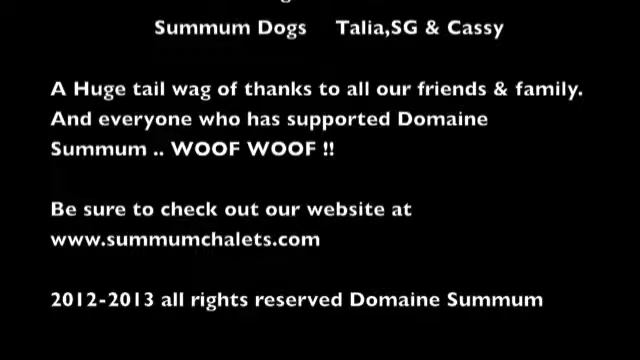 Summum Dogs Talia,SG & Cassy
A Huge tail wag of thanks to all our friends & family.
And everyone who has supported Domaine
Summum .. WOOF WOOF !!
Be sure to check out our website at
www.summumchalets.com
2012-2013 all rights reserved Domaine Summum